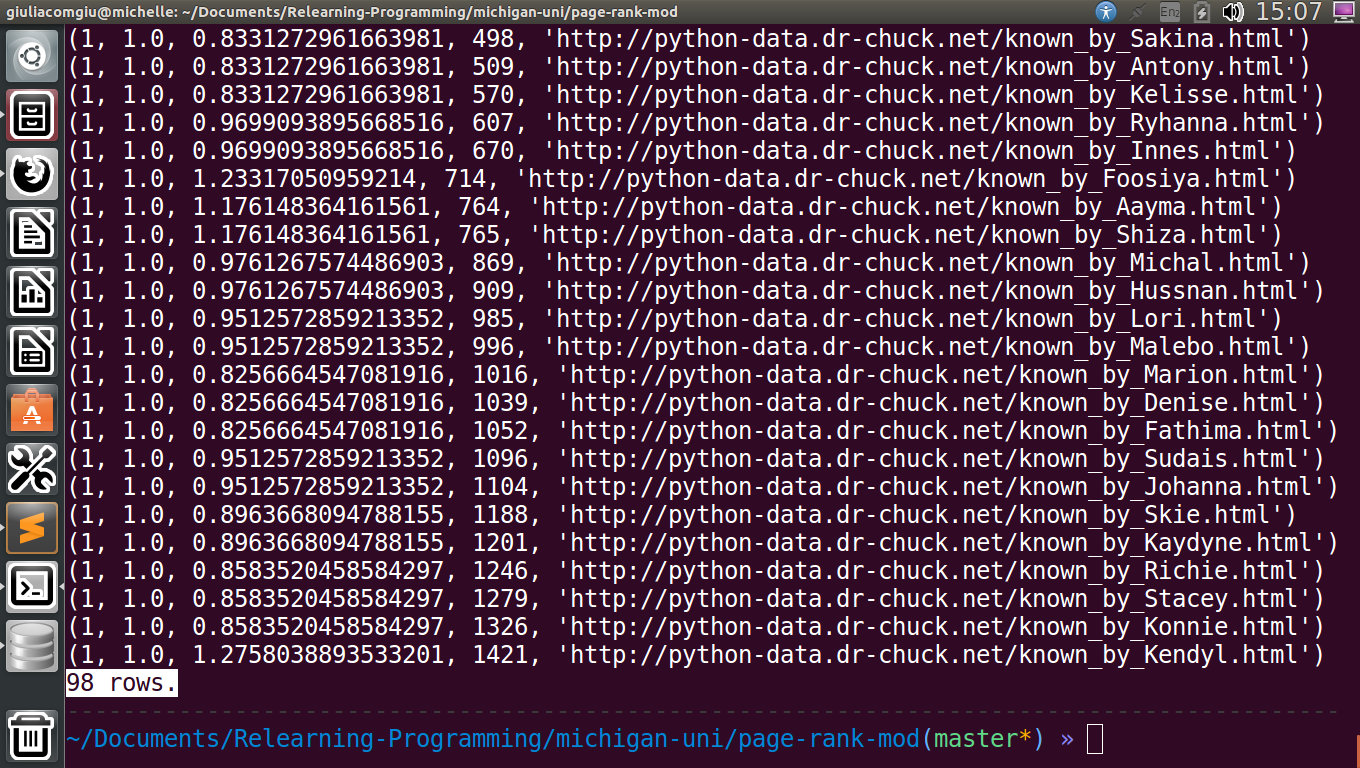 giuliacomgiu@michelle: ~/Documents/Relearning-Programming/michigan-uni/page-rank-mod En2 15:07
(1, 1.0, 0.8331272961663981, 498, 'http://python-data.dr-chuck.net/known_by_Sakina.html')
(1, 1.0, 0.8331272961663981, 509, 'http://python-data.dr-chuck.net/known_by_Antony.html')
(1, 1.0, 0.8331272961663981, 570, 'http://python-data.dr-chuck.net/known_by_Kelisse.html')
(1, 1.0, 0.9699093895668516, 607, 'http://python-data.dr-chuck.net/known_by_Ryhanna.html')
(1, 1.0, 0.9699093895668516, 670, 'http://python-data.dr-chuck.net/known_by_Innes.html')
(1, 1.0, 1.23317050959214, 714, 'http://python-data.dr-chuck.net/known_by_Foosiya.html')
(1, 1.0, 1.176148364161561, 764, 'http://python-data.dr-chuck.net/known_by_Aayma.html')
(1, 1.0, 1.176148364161561, 765, 'http://python-data.dr-chuck.net/known_by_Shiza.html')
(1, 1.0, 0.9761267574486903, 869, 'http://python-data.dr-chuck.net/known_by_Michal.html')
(1, 1.0, 0.9761267574486903, 909, 'http://python-data.dr-chuck.net/known_by_Hussnan.html')
(1, 1.0, 0.9512572859213352, 985, 'http://python-data.dr-chuck.net/known_by_Lori.html')
(1, 1.0, 0.9512572859213352, 996, 'http://python-data.dr-chuck.net/known_by_Malebo.html')
(1, 1.0, 0.8256664547081916, 1016, 'http://python-data.dr-chuck.net/known_by_Marion.html')
(1, 1.0, 0.8256664547081916, 1039, 'http://python-data.dr-chuck.net/known_by_Denise.html')
(1, 1.0, 0.8256664547081916, 1052, 'http://python-data.dr-chuck.net/known_by_Fathima.html')
(1, 1.0, 0.9512572859213352, 1096, 'http://python-data.dr-chuck.net/known_by_Sudais.html')
(1, 1.0, 0.9512572859213352, 1104, 'http://python-data.dr-chuck.net/known_by_Johanna.html')
(1, 1.0, 0.8963668094788155, 1188, 'http://python-data.dr-chuck.net/known_by_Skie.html')
(1, 1.0, 0.8963668094788155, 1201, 'http://python-data.dr-chuck.net/known_by_Kaydyne.html')
(1, 1.0, 0.8583520458584297, 1246, 'http://python-data.dr-chuck.net/known_by_Richie.html')
(1, 1.0, 0.8583520458584297, 1279, 'http://python-data.dr-chuck.net/known_by_Stacey.html')
(1, 1.0, 0.8583520458584297, 1326, 'http://python-data.dr-chuck.net/known_by_Konnie.html')
(1, 1.0, 1.2758038893533201, 1421, 'http://python-data.dr-chuck.net/known_by_Kendyl.html')
98 rows.
~/Documents/Relearning-Programming/michigan-uni/page-rank-mod(master*) »